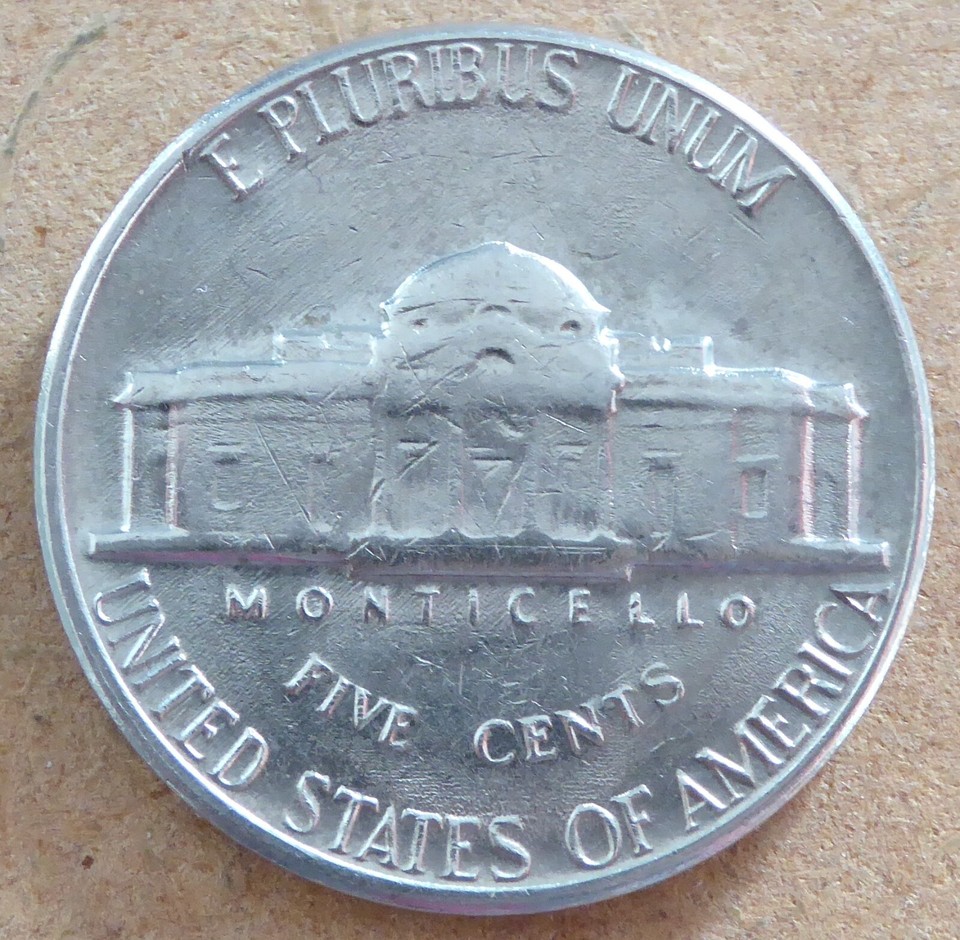 E PLURIBUS UNUM
MONTICELLO
FIVE CENTS
UNITED STATES OF AMERICA